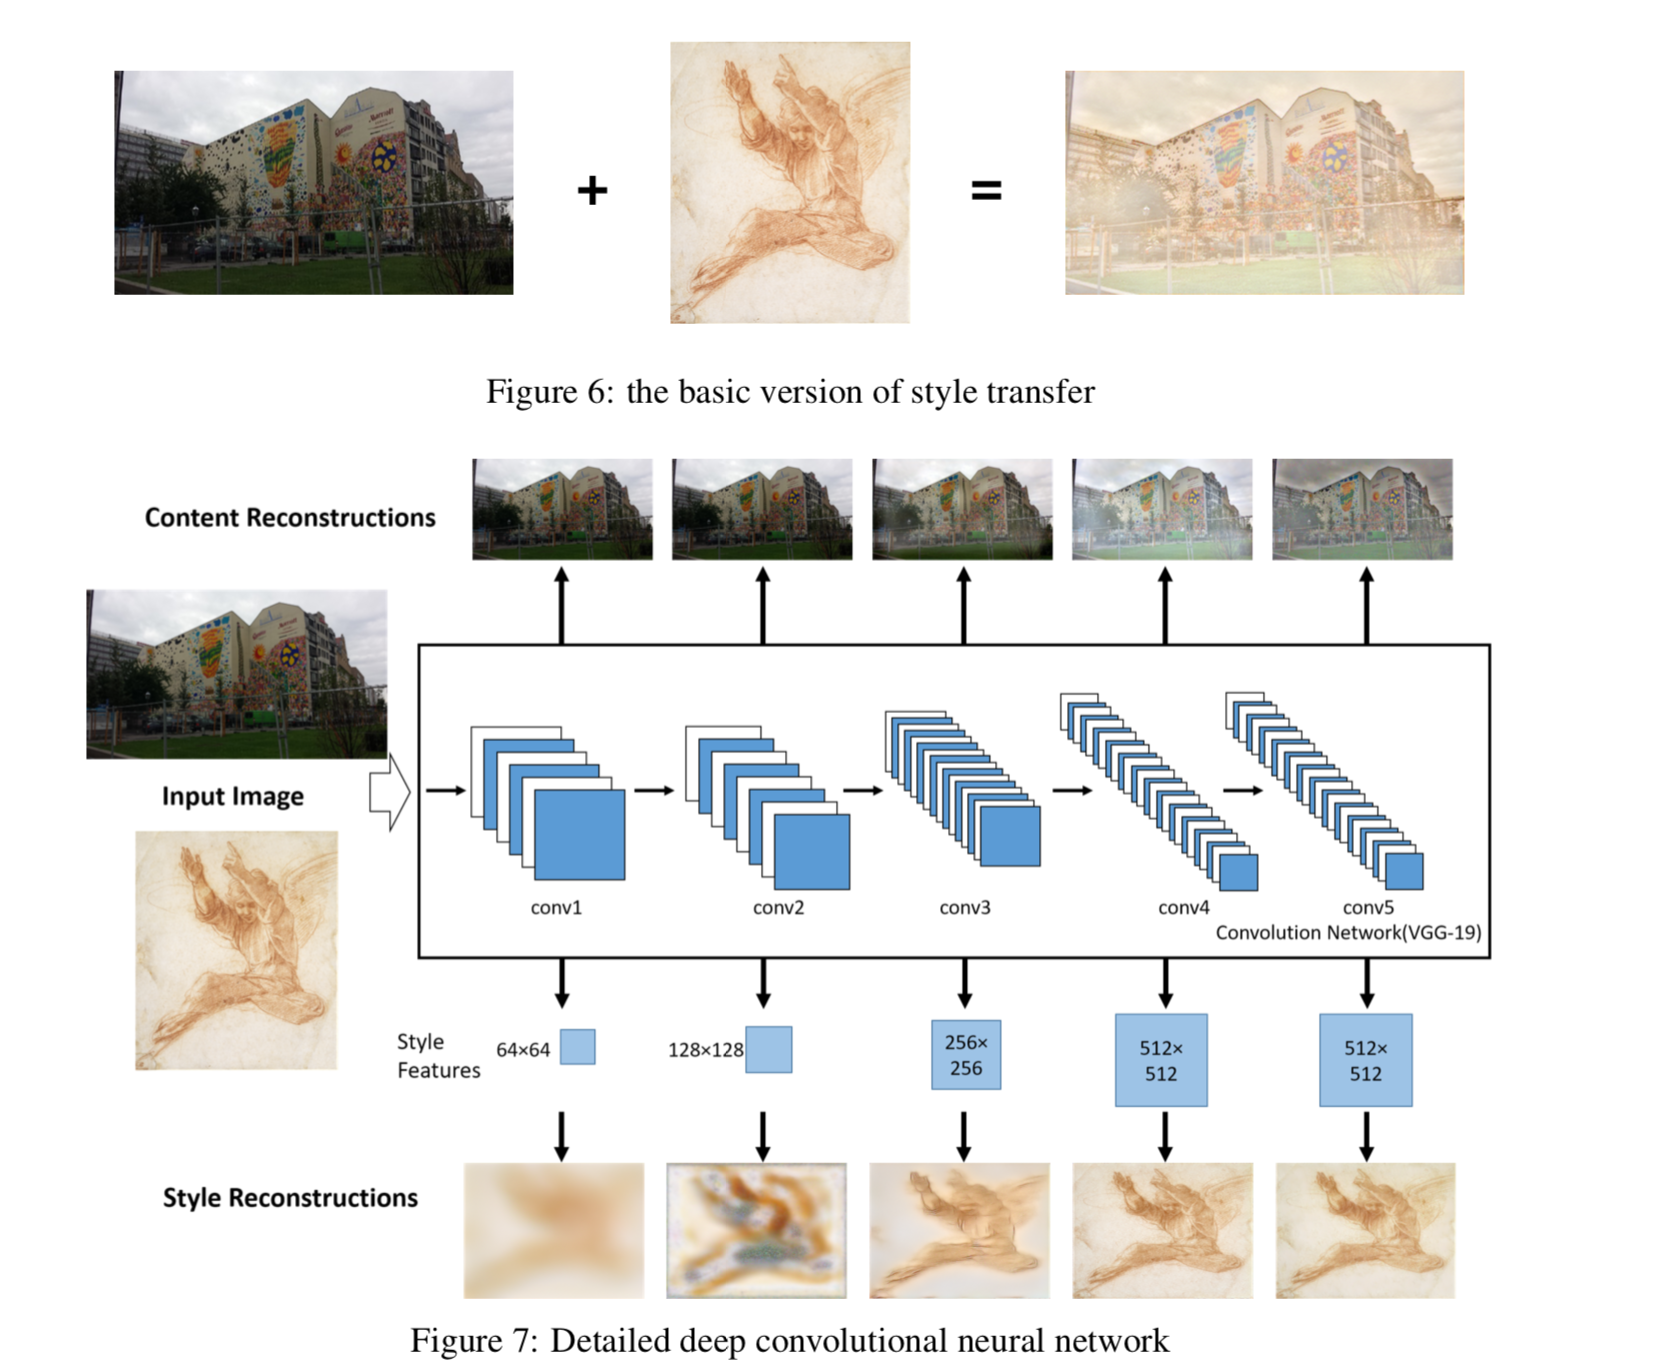 +
=
Figure 6: the basic version of style transfer
Content Reconstructions
Input Image
conv1
conv2
conv3
conv4
conv5
Convolution Network(VGG-19)
Style
Features
64×64
128×128
256×
256
512×
512
512×
512
Style Reconstructions
Figure 7: Detailed deep convolutional neural network